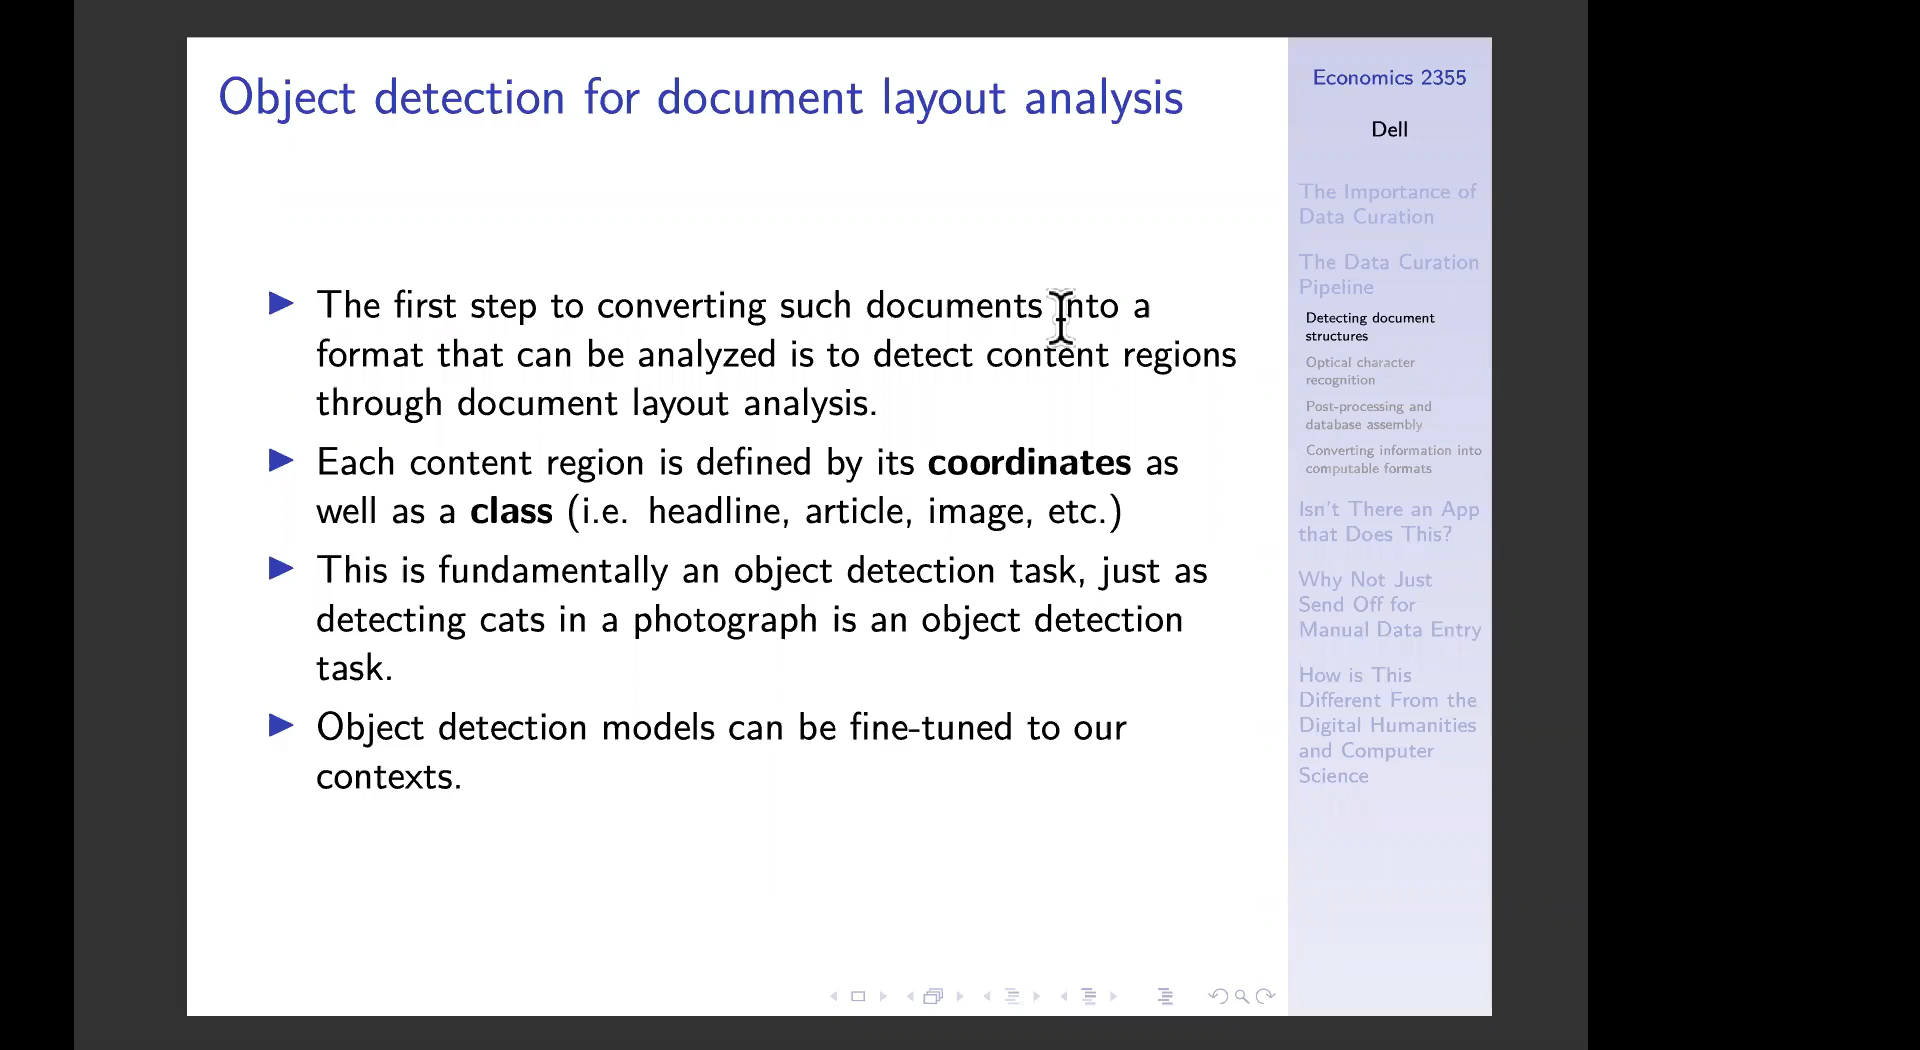 Object detection for document layout analysis
▶ The first step to converting such documents into a
format that can be analyzed is to detect content regions
through document layout analysis.
▶ Each content region is defined by its coordinates as
well as a class (i.e. headline, article, image, etc.)
▶ This is fundamentally an object detection task, just as
detecting cats in a photograph is an object detection
task.
▶ Object detection models can be fine-tuned to our
contexts.
Economics 2355
Dell
The Importance of
Data Curation
The Data Curation
Pipeline
Detecting document
structures
Optical character
recognition
Post-processing and
database assembly
Converting information into
computable formats
Isn't There an App
that Does This?
Why Not Just
Send Off for
Manual Data Entry
How is This
Different From the
Digital Humanities
and Computer
Science